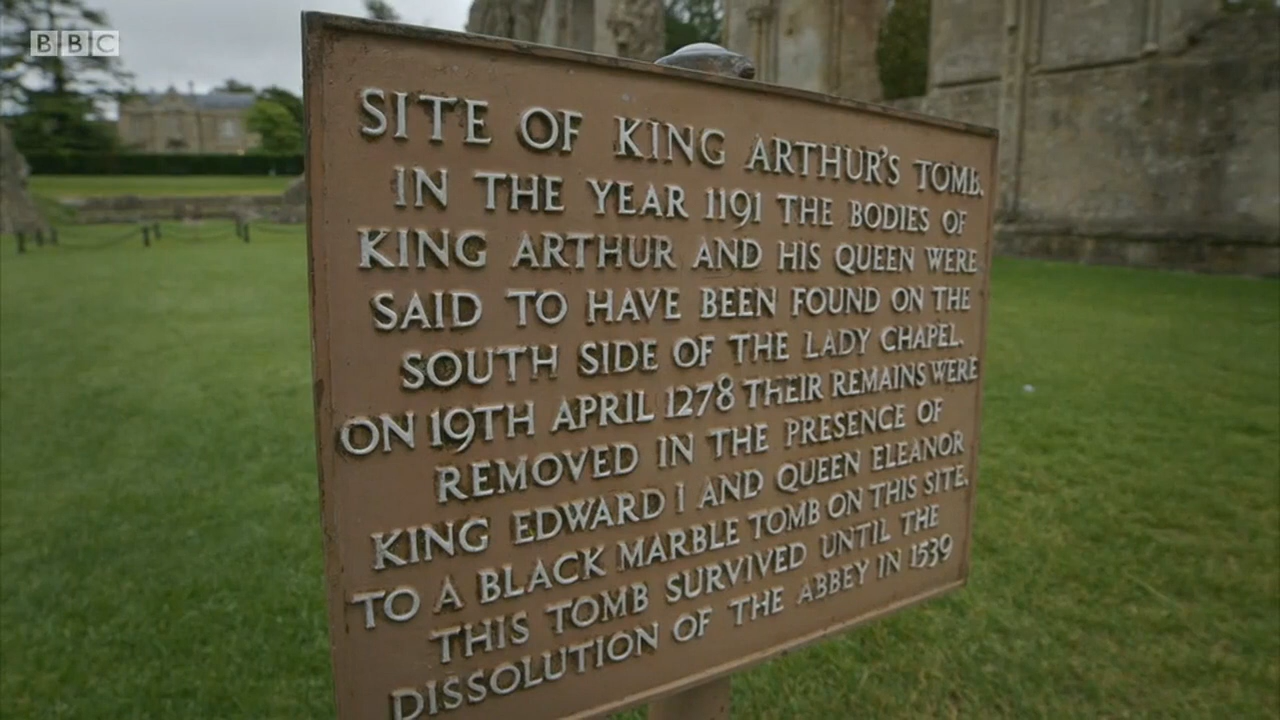 BBC
SITE OF KING ARTHUR'S TOMB.
IN THE YEAR 1191 THE BODIES OF
KING ARTHUR AND HIS QUEEN WERE
SAID TO HAVE BEEN FOUND ON THE
SOUTH SIDE OF THE LADY CHAPEL.
ON 19TH APRIL 1278 THEIR REMAINS WERE
REMOVED IN THE PRESENCE OF
KING EDWARD I AND QUEEN ELEANOR
TO A BLACK MARBLE TOMB ON THIS SITE.
THIS TOMB SURVIVED UNTIL THE
DISSOLUTION OF THE ABBEY IN 1539